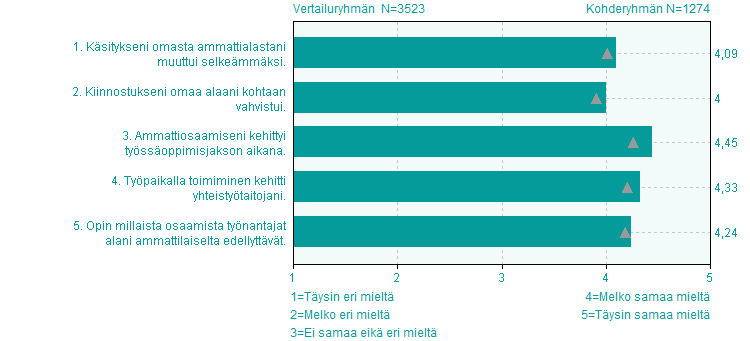 Vertailuryhmän N=3523
Kohderyhmän N=1274
1. Käsitykseni omasta ammattialastani
muuttui selkeämmäksi.
4,09
2. Kiinnostukseni omaa alaani kohtaan
vahvistui.
4
3. Ammattiosaamiseni kehittyi
työssäoppimisjakson aikana.
4,45
4. Työpaikalla toimiminen kehitti
yhteistyötaitojani.
4,33
5. Opin millaista osaamista työnantajat
alani ammattilaiselta edellyttävät.
4,24
1 2 3 4 5
1=Täysin eri mieltä
4=Melko samaa mieltä
2=Melko eri mieltä
5=Täysin samaa mieltä
3=Ei samaa eikä eri mieltä